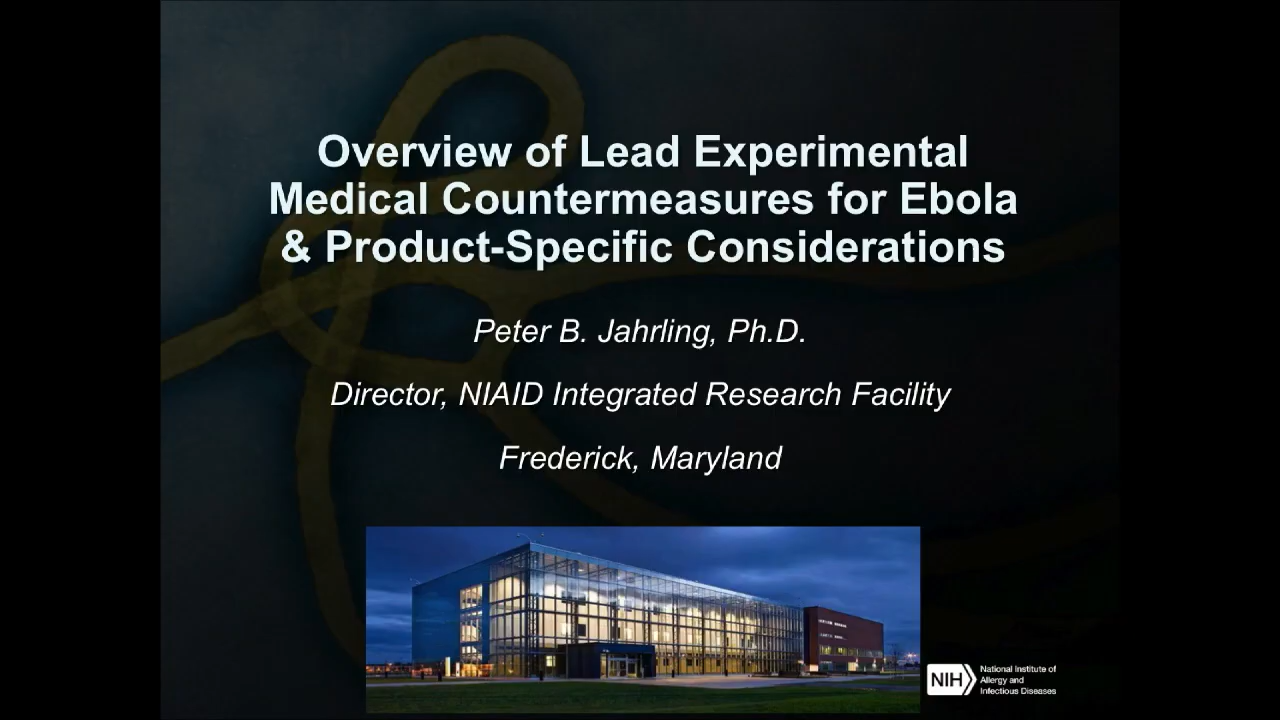 Overview of Lead Experimental
Medical Countermeasures for Ebola
& Product-Specific Considerations
Peter B. Jahrling, Ph.D.
Director, NIAID Integrated Research Facility
Frederick, Maryland
NIH
National Institute of
Allergy and
Infectious Diseases